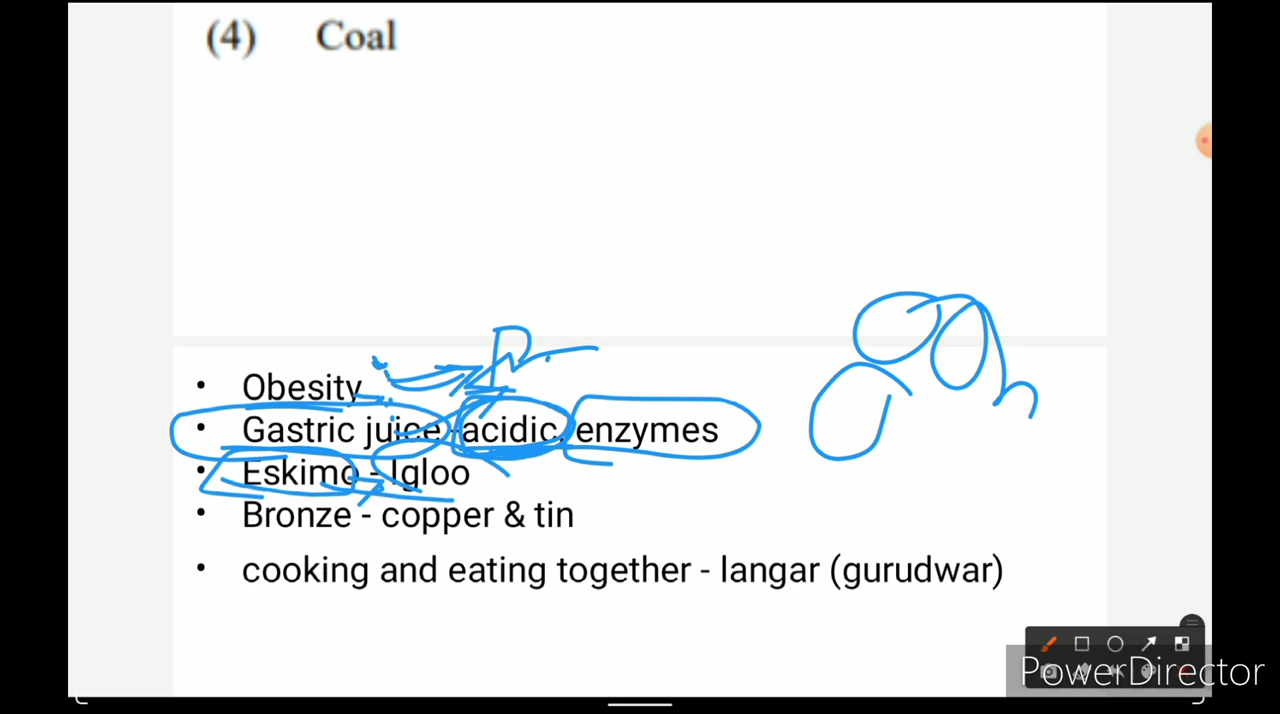 (4) Coal
• Obesity
• Gastric juice -acidic, enzymes
• Eskimo - Igloo
• Bronze - copper & tin
• cooking and eating together - langar (gurudwar)
PowerDirector